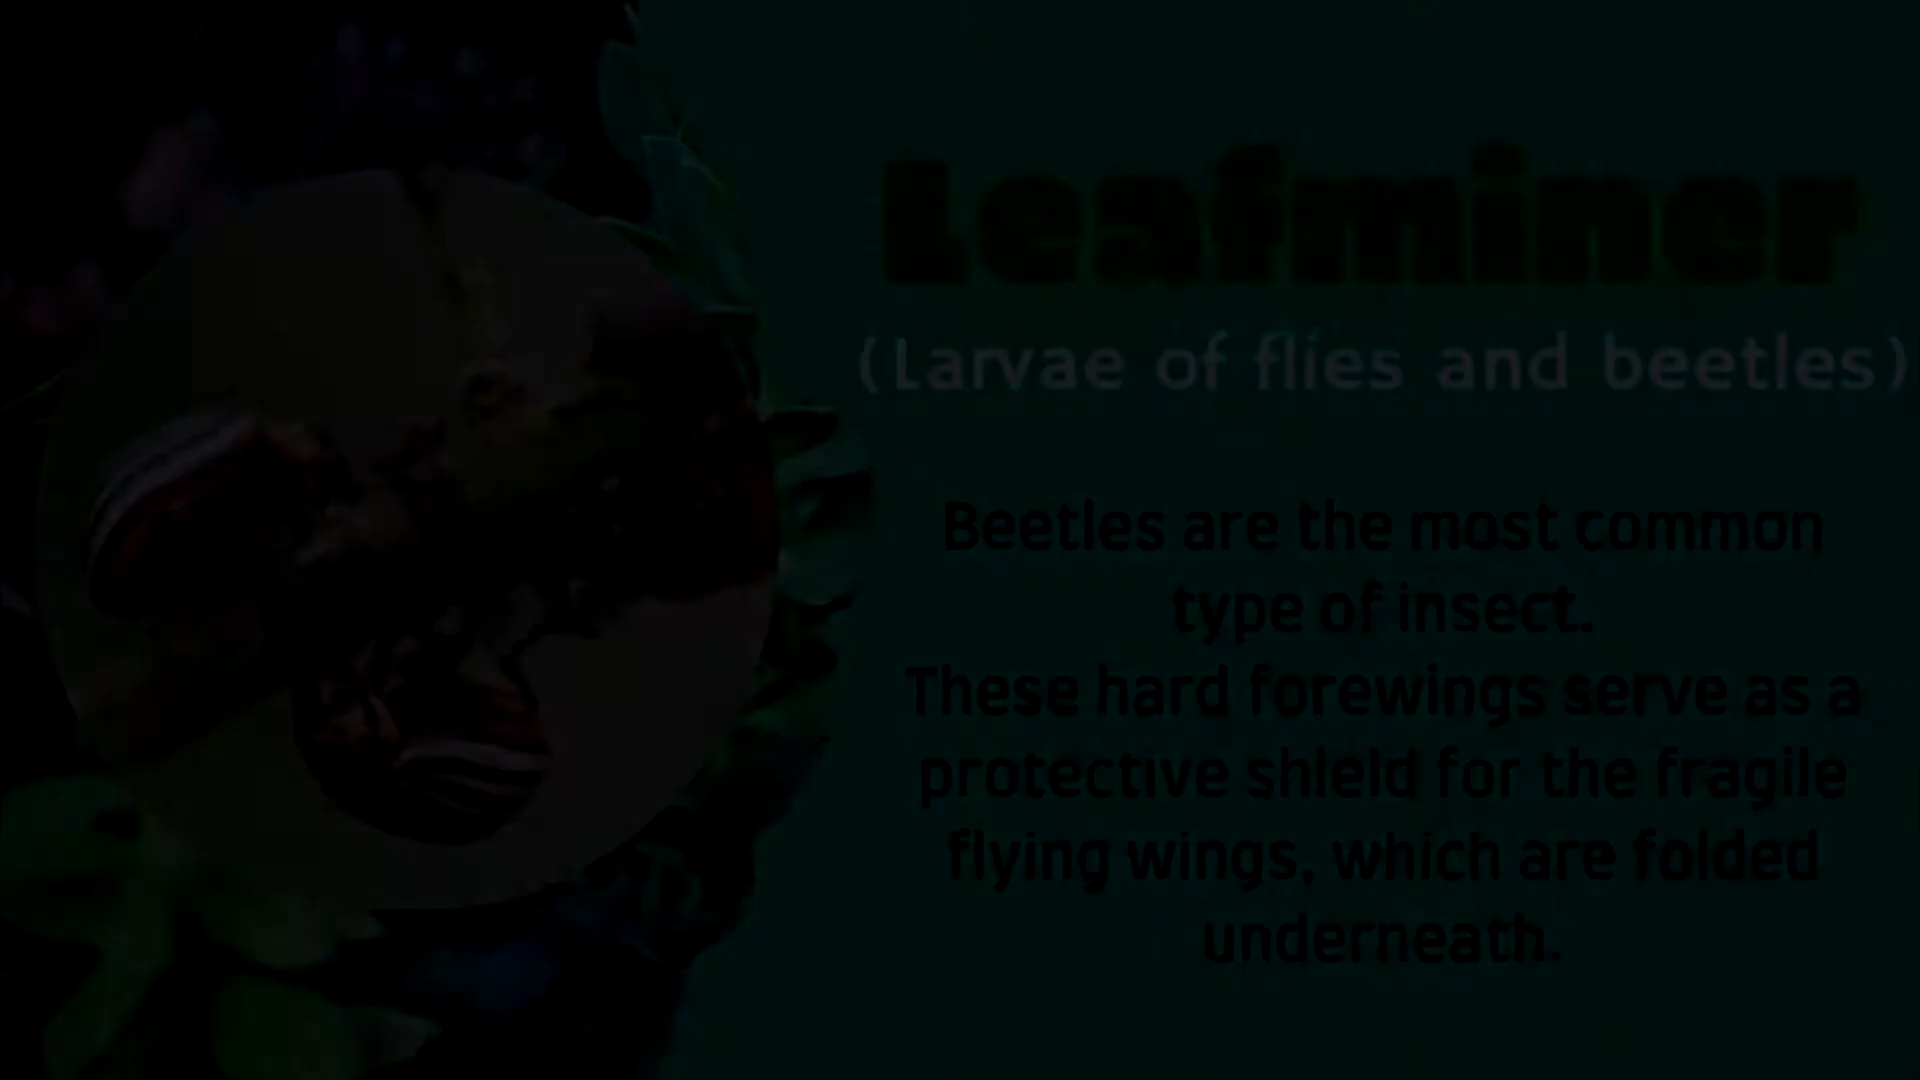 Leafminer
(Larvae of flies and beetles)
Beetles are the most common
type of insect.
These hard forewings serve as a
protective shield for the fragile
flying wings, which are folded
underneath.